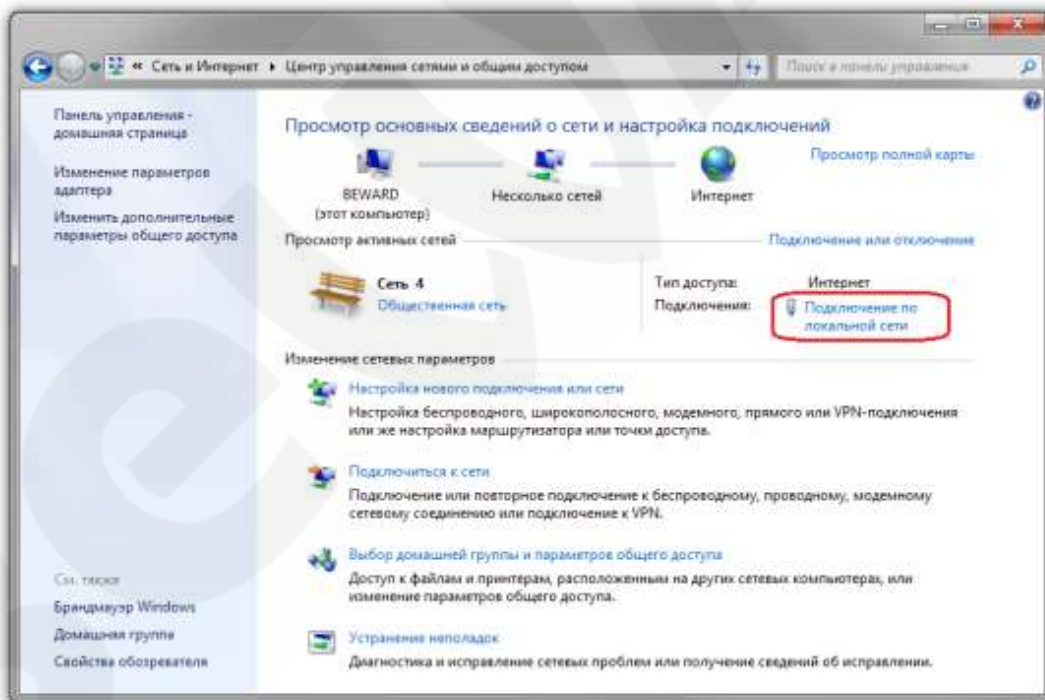 « Сеть и Интернет ▸ Центр управления сетями и общим доступом
Поиск в панели управления
Панель управления -
домашняя страница
Изменение параметров
адаптера
Изменить дополнительные
параметры общего доступа
Просмотр основных сведений о сети и настройка подключений
Просмотр полной карты
BEWARD
(этот компьютер)
Несколько сетей
Интернет
Просмотр активных сетей
Подключение или отключение
Сеть 4
Общественная сеть
Тип доступа: Интернет
Подключения: Подключение по
локальной сети
Изменение сетевых параметров
Настройка нового подключения или сети
Настройка беспроводного, широкополосного, модемного, прямого или VPN-подключения
или же настройка маршрутизатора или точки доступа.
Подключиться к сети
Подключение или повторное подключение к беспроводному, проводному, модемному
сетевому соединению или подключение к VPN.
Выбор домашней группы и параметров общего доступа
Доступ к файлам и принтерам, расположенным на других сетевых компьютерах, или
изменение параметров общего доступа.
Устранение неполадок
Диагностика и исправление сетевых проблем или получение сведений об исправлении.
См. также
Брандмауэр Windows
Домашняя группа
Свойства обозревателя